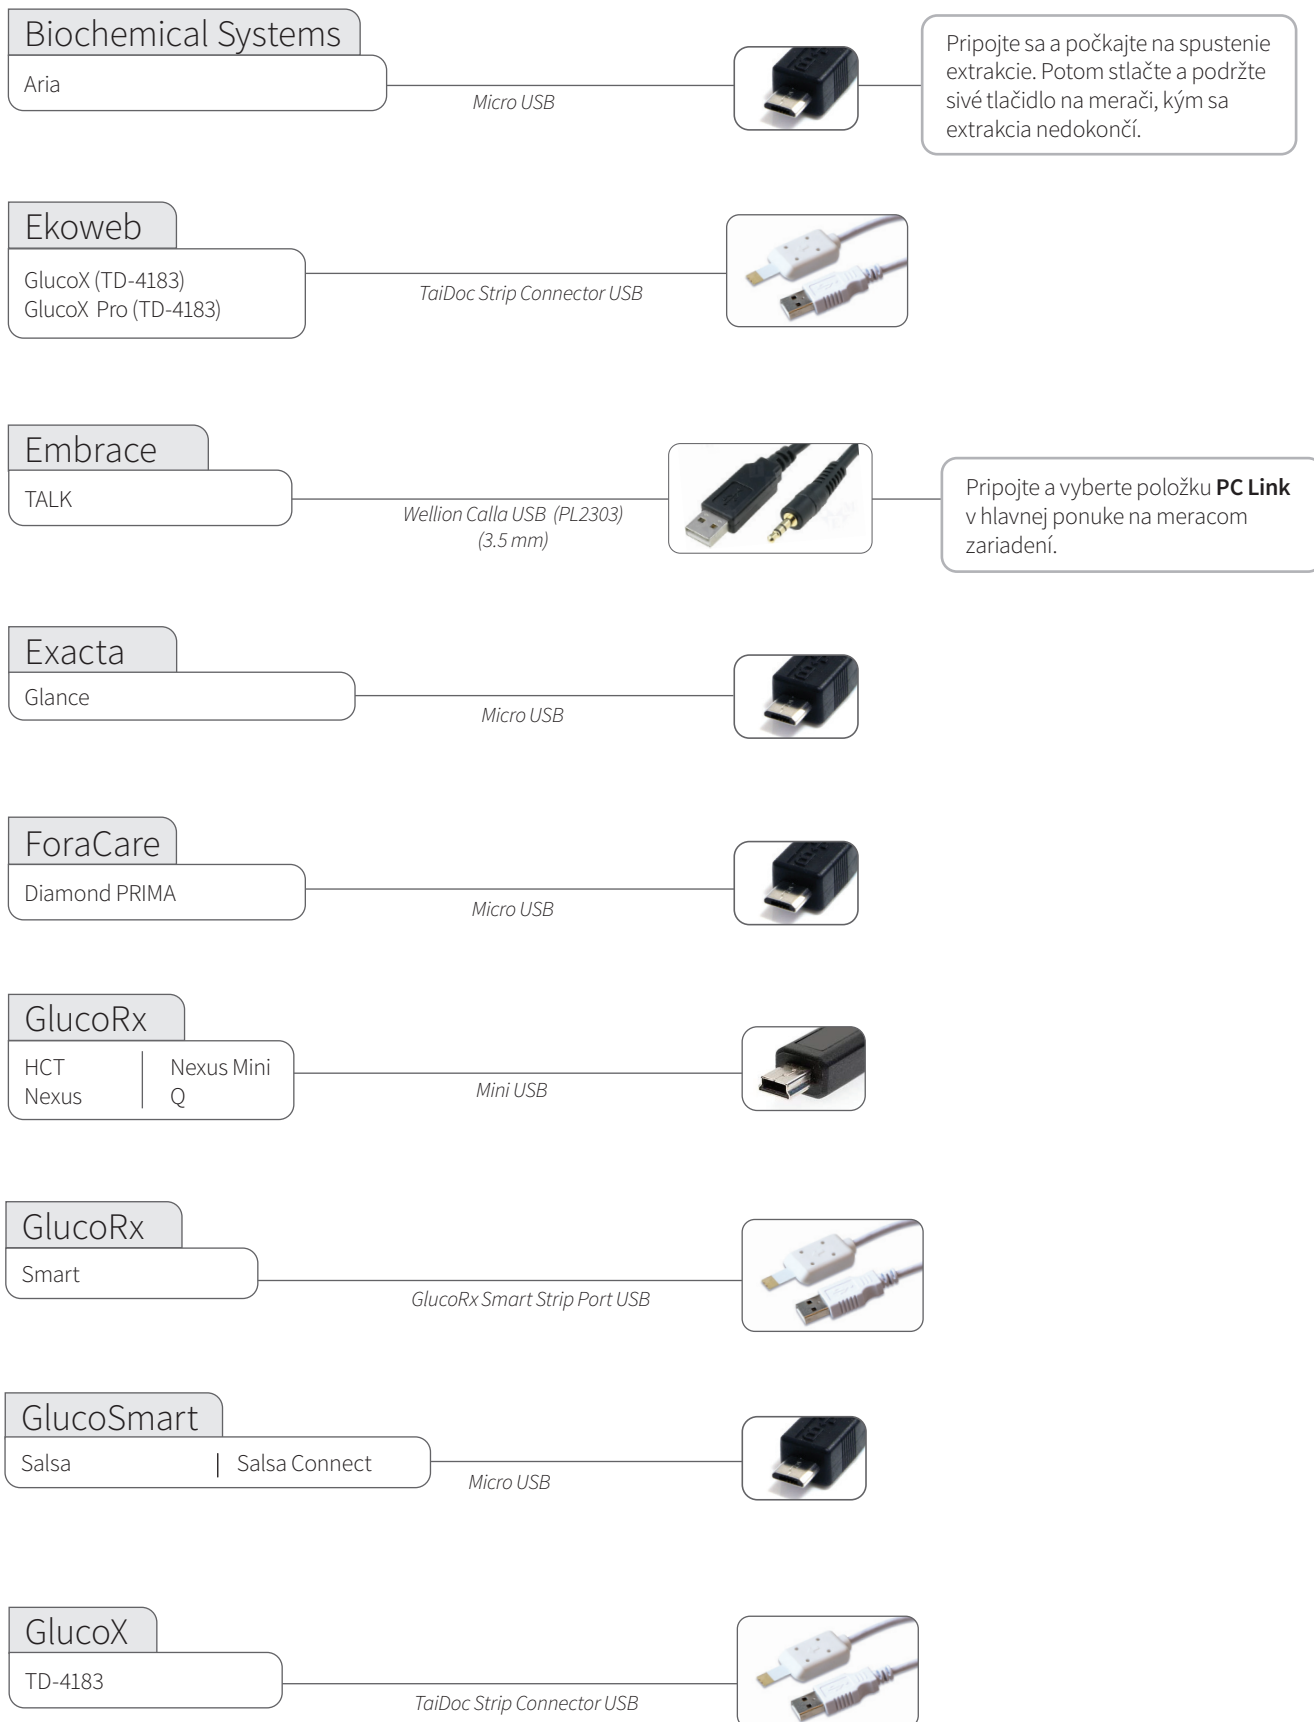 Biochemical Systems
Aria
Micro USB
Pripojte sa a počkajte na spustenie
extrakcie. Potom stlačte a podržte
sivé tlačidlo na merači, kým sa
extrakcia nedokončí.
Ekoweb
GlucoX (TD-4183)
GlucoX Pro (TD-4183)
TaiDoc Strip Connector USB
Embrace
TALK
Wellion Calla USB (PL2303)
(3.5 mm)
Pripojte a vyberte položku PC Link
v hlavnej ponuke na meracom
zariadení.
Exacta
Glance
Micro USB
ForaCare
Diamond PRIMA
Micro USB
GlucoRx
HCT | Nexus Mini
Nexus | Q
Mini USB
GlucoRx
Smart
GlucoRx Smart Strip Port USB
GlucoSmart
Salsa | Salsa Connect
Micro USB
GlucoX
TD-4183
TaiDoc Strip Connector USB